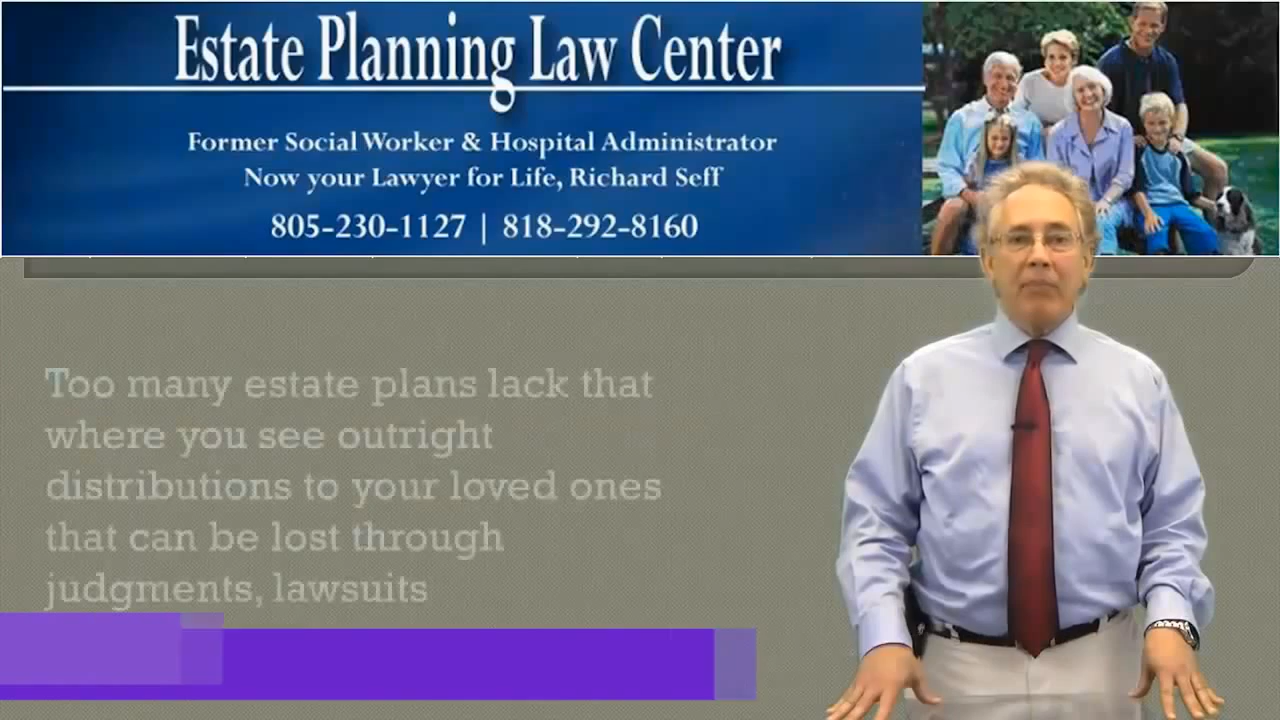 Estate Planning Law Center
Former Social Worker & Hospital Administrator
Now your Lawyer for Life, Richard Seff
805-230-1127 | 818-292-8160
Too many estate plans lack that
where you see outright
distributions to your loved ones
that can be lost through
judgments, lawsuits